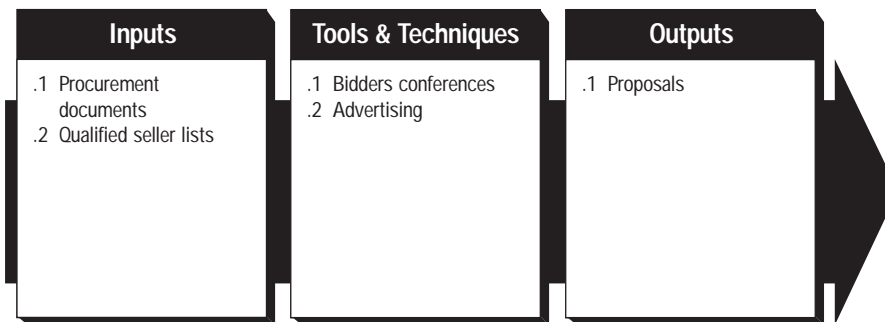 Inputs
.1 Procurement
documents
.2 Qualified seller lists
Tools & Techniques
.1 Bidders conferences
.2 Advertising
Outputs
.1 Proposals